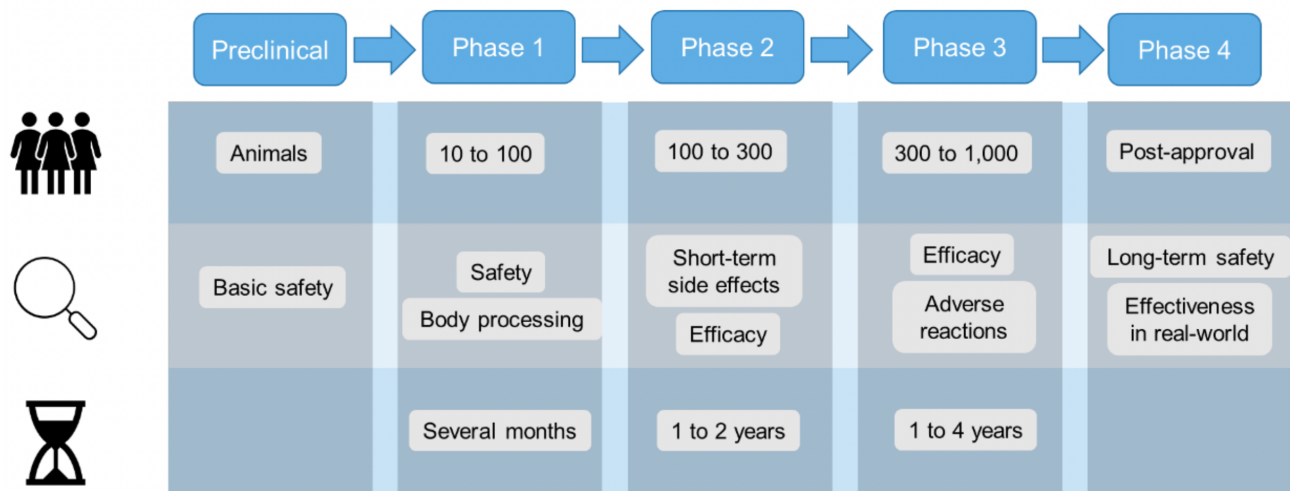 Preclinical
Phase 1
Phase 2
Phase 3
Phase 4
Animals
10 to 100
100 to 300
300 to 1,000
Post-approval
Basic safety
Safety
Body processing
Short-term
side effects
Efficacy
Efficacy
Adverse
reactions
Long-term safety
Effectiveness
in real-world
Several months
1 to 2 years
1 to 4 years